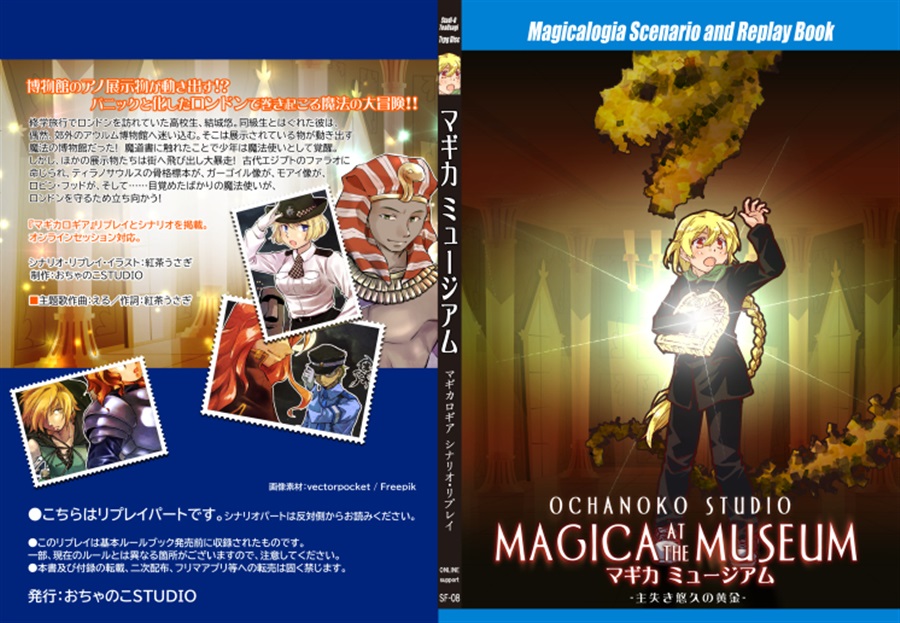 博物館のアノ展示物が動き出す!?
パニックと化したロンドンで巻き起こる魔法の大冒険!!
修学旅行でロンドンを訪れていた高校生、結城悠。同級生とはぐれた彼は、
偶然、郊外のアウルム博物館へ迷い込む。そこは展示されている物が動き出す
魔法の博物館だった! 魔道書に触れたことで少年は魔法使いとして覚醒。
しかし、ほかの展示物たちは街へ飛び出し大暴走! 古代エジプトのファラオに
命じられ、ティラノサウルスの骨格標本が、ガーゴイル像が、モアイ像が、
ロビン・フッドが、そして……目覚めたばかりの魔法使いが、
ロンドンを守るため立ち向かう!
『マギカロギア』リプレイとシナリオを掲載。
オンラインセッション対応。
シナリオ・リプレイ・イラスト:紅茶うさぎ
制作:おちゃのこSTUDIO
■主題歌作曲:える/作詞:紅茶うさぎ
画像素材:vectorpocket / Freepik
●こちらはリプレイパートです。シナリオパートは反対側からお読みください。
●このリプレイは基本ルールブック発売前に収録されたものです。
一部、現在のルールとは異なる箇所がございますので、注意してください。
●本書及び付録の転載、二次配布、フリマアプリ等への転売は固く禁じます。
発行:おちゃのこSTUDIO
マギカ ミュージアム
マギカロギア シナリオ・リプレイ
ONLINE
support
SF-08
Magicalogia Scenario and Replay Book
OCHANOKO STUDIO
MAGICA AT THE MUSEUM
マギカ ミュージアム
-主失き悠久の黄金-